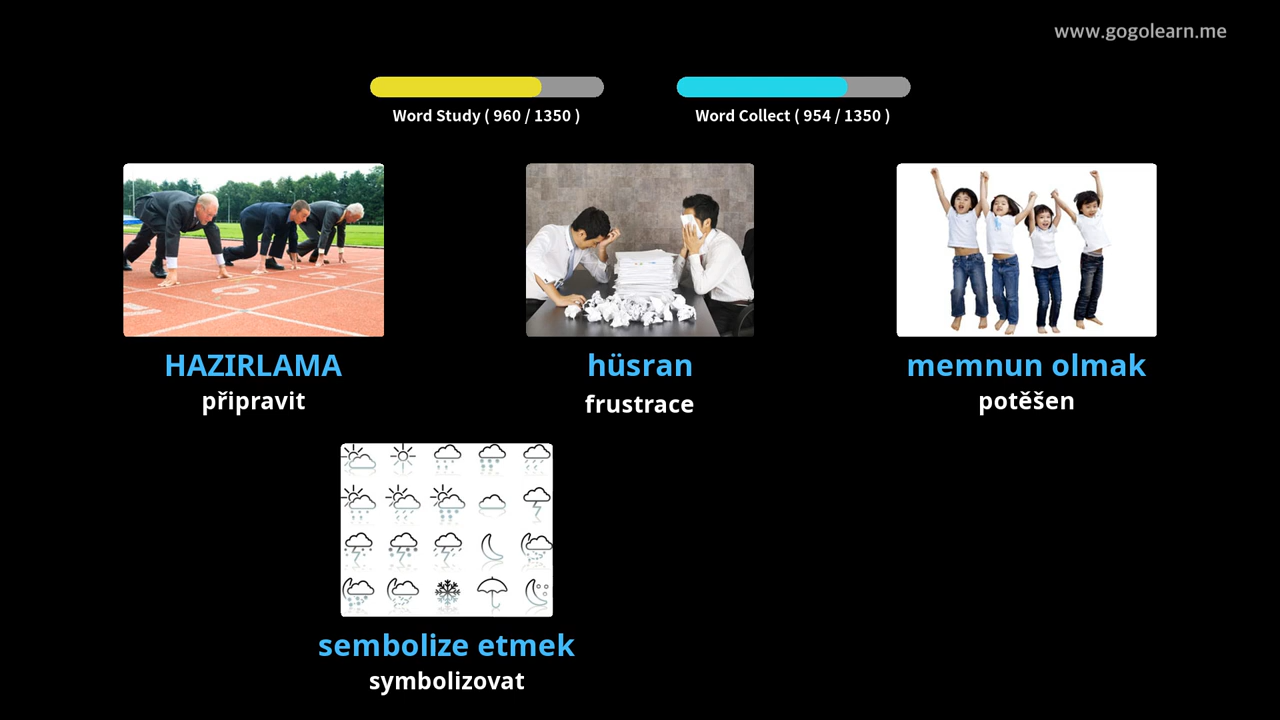 www.gogolearn.me
Word Study ( 960 / 1350 )
Word Collect ( 954 / 1350 )
HAZIRLAMA
připravit
hüsran
frustrace
memnun olmak
potěšen
sembolize etmek
symbolizovat